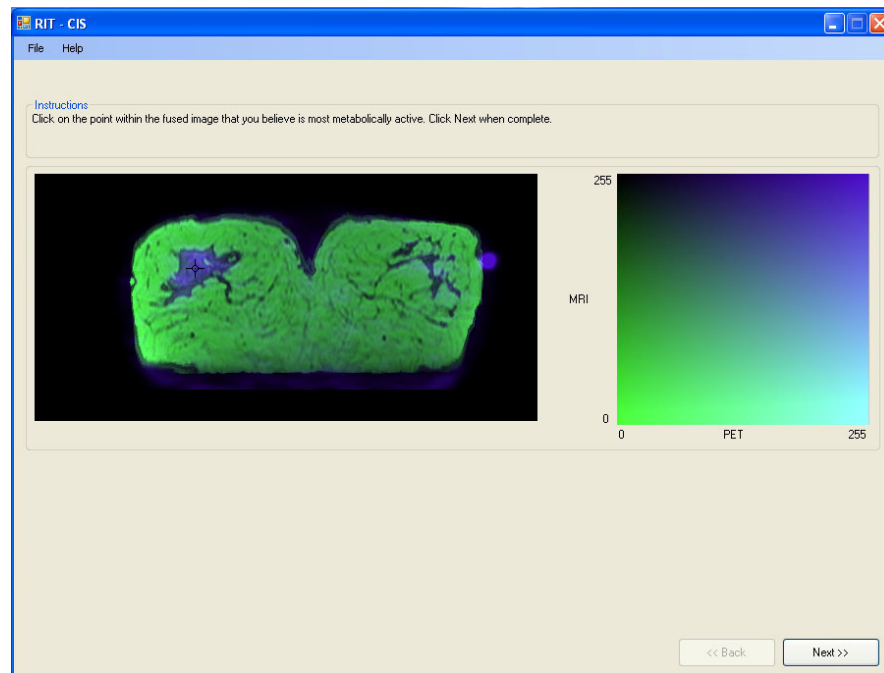 RIT - CIS
File Help
Instructions
Click on the point within the fused image that you believe is most metabolically active. Click Next when complete.
255
MRI
0
0 PET 255
<< Back Next >>